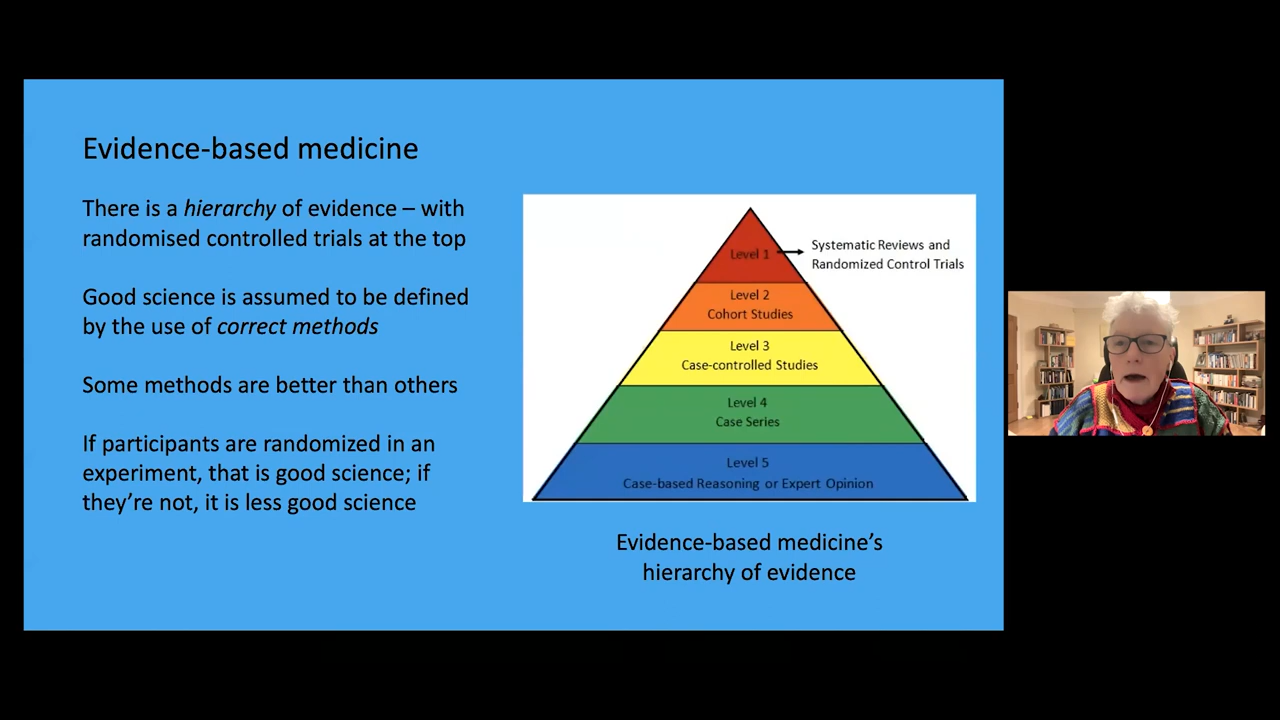 Evidence-based medicine
There is a hierarchy of evidence – with
randomised controlled trials at the top
Good science is assumed to be defined
by the use of correct methods
Some methods are better than others
If participants are randomized in an
experiment, that is good science; if
they’re not, it is less good science
Level 1
Systematic Reviews and
Randomized Control Trials
Level 2
Cohort Studies
Level 3
Case-controlled Studies
Level 4
Case Series
Level 5
Case-based Reasoning or Expert Opinion
Evidence-based medicine’s
hierarchy of evidence